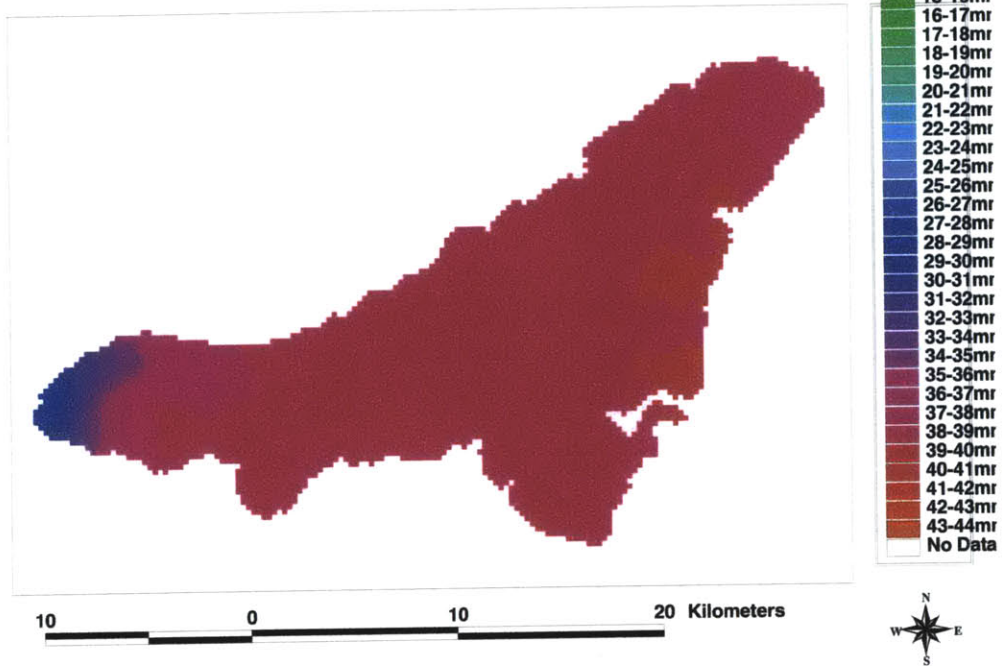 16-17mr
17-18mr
18-19mr
19-20mr
20-21mr
21-22mr
22-23mr
23-24mr
24-25mr
25-26mr
26-27mr
27-28mr
28-29mr
29-30mr
30-31mr
31-32mr
32-33mr
33-34mr
34-35mr
35-36mr
36-37mr
37-38mr
38-39mr
39-40mr
40-41mr
41-42mr
42-43mr
43-44mr
No Data
10 0 10 20 Kilometers
N
W E
S